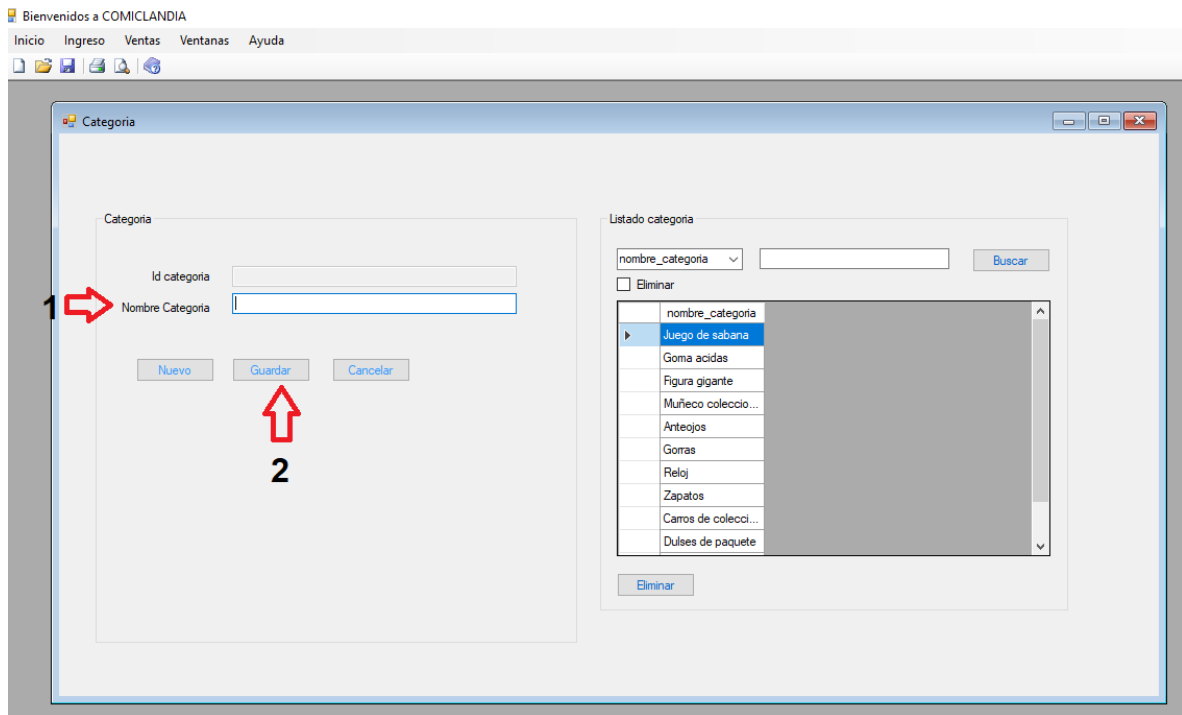 Bienvenidos a COMICLANDIA
Inicio Ingreso Ventas Ventanas Ayuda
Categoria
Categoria
Id categoria
1 Nombre Categoria
Nuevo Guardar Cancelar
2
Listado categoria
nombre_categoria Buscar
Eliminar
nombre_categoria
Juego de sabana
Goma acidas
Figura gigante
Muñeco coleccio...
Anteojos
Gorras
Reloj
Zapatos
Carros de colecci...
Dulses de paquete
Eliminar